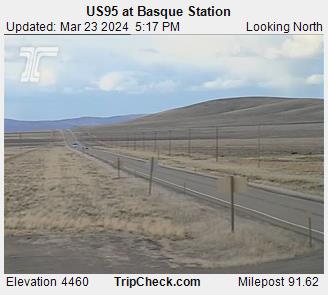 US95 at Basque Station
Updated: Mar 23 2024 5:17 PM Looking North
Elevation 4460 TripCheck.com Milepost 91.62